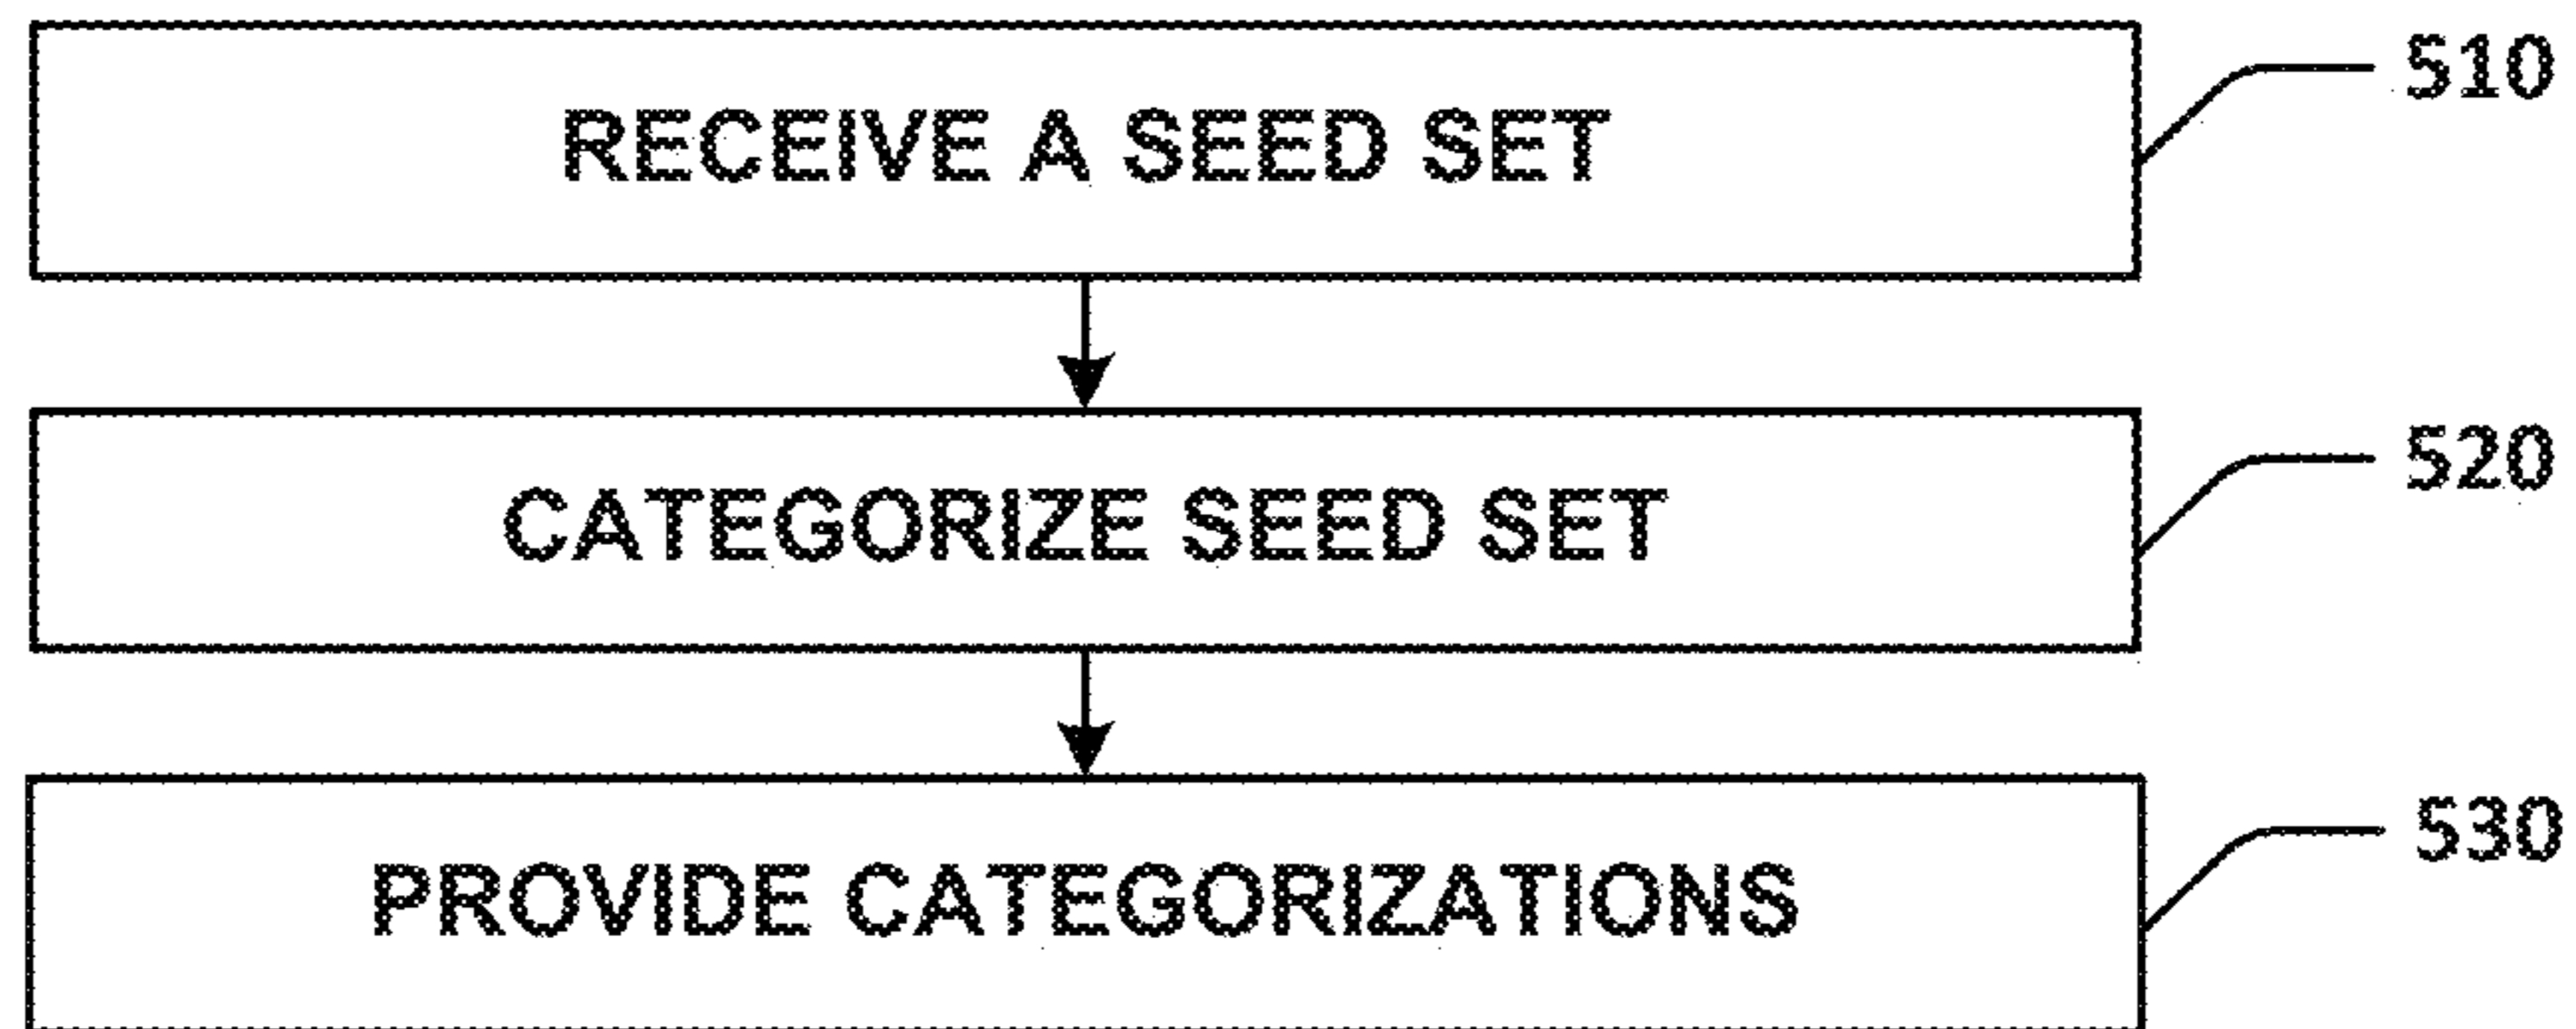 RECEIVE A SEED SET
510
CATEGORIZE SEED SET
520
PROVIDE CATEGORIZATIONS
530